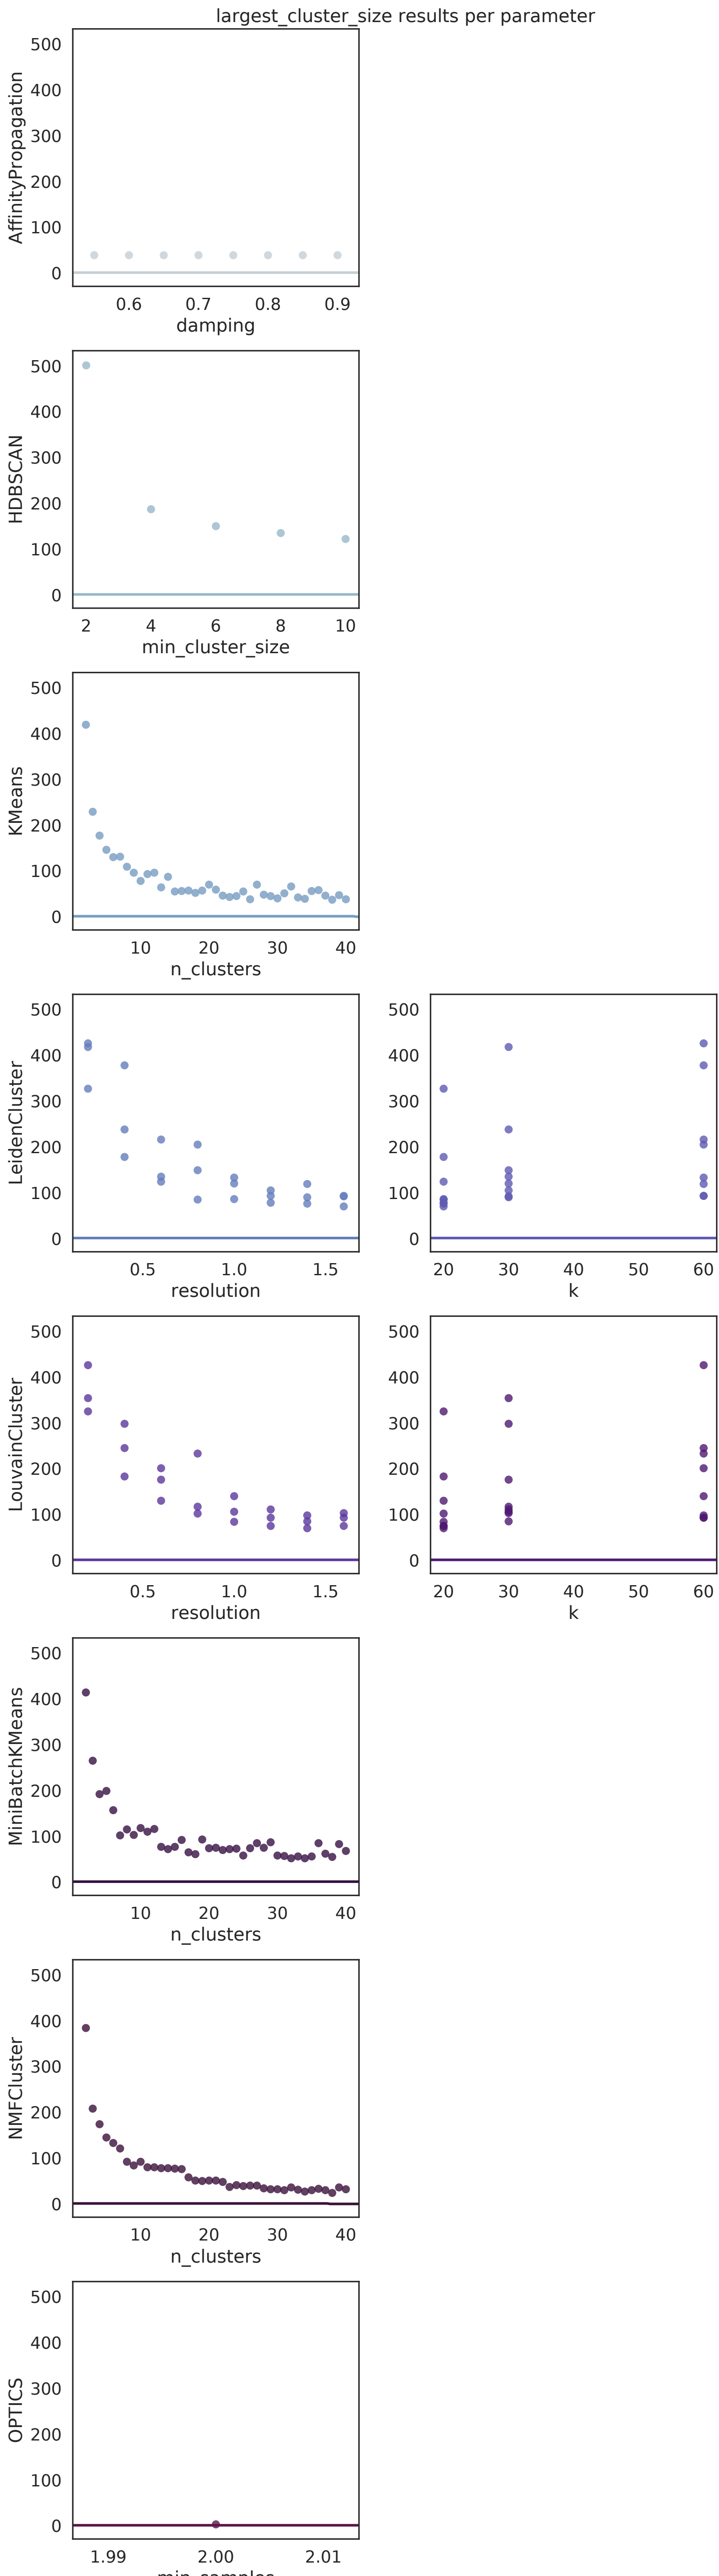 largest_cluster_size results per parameter
500
400
300
200
100
0
AffinityPropagation
0.6 0.7 0.8 0.9
damping
500
400
300
200
100
0
HDBSCAN
2 4 6 8 10
min_cluster_size
500
400
300
200
100
0
KMeans
10 20 30 40
n_clusters
500
400
300
200
100
0
LeidenCluster
0.5 1.0 1.5
resolution
500
400
300
200
100
0
20 30 40 50 60
k
500
400
300
200
100
0
LouvainCluster
0.5 1.0 1.5
resolution
500
400
300
200
100
0
20 30 40 50 60
k
500
400
300
200
100
0
MiniBatchKMeans
10 20 30 40
n_clusters
500
400
300
200
100
0
NMFCluster
10 20 30 40
n_clusters
500
400
300
200
100
0
OPTICS
1.99 2.00 2.01
min_samples